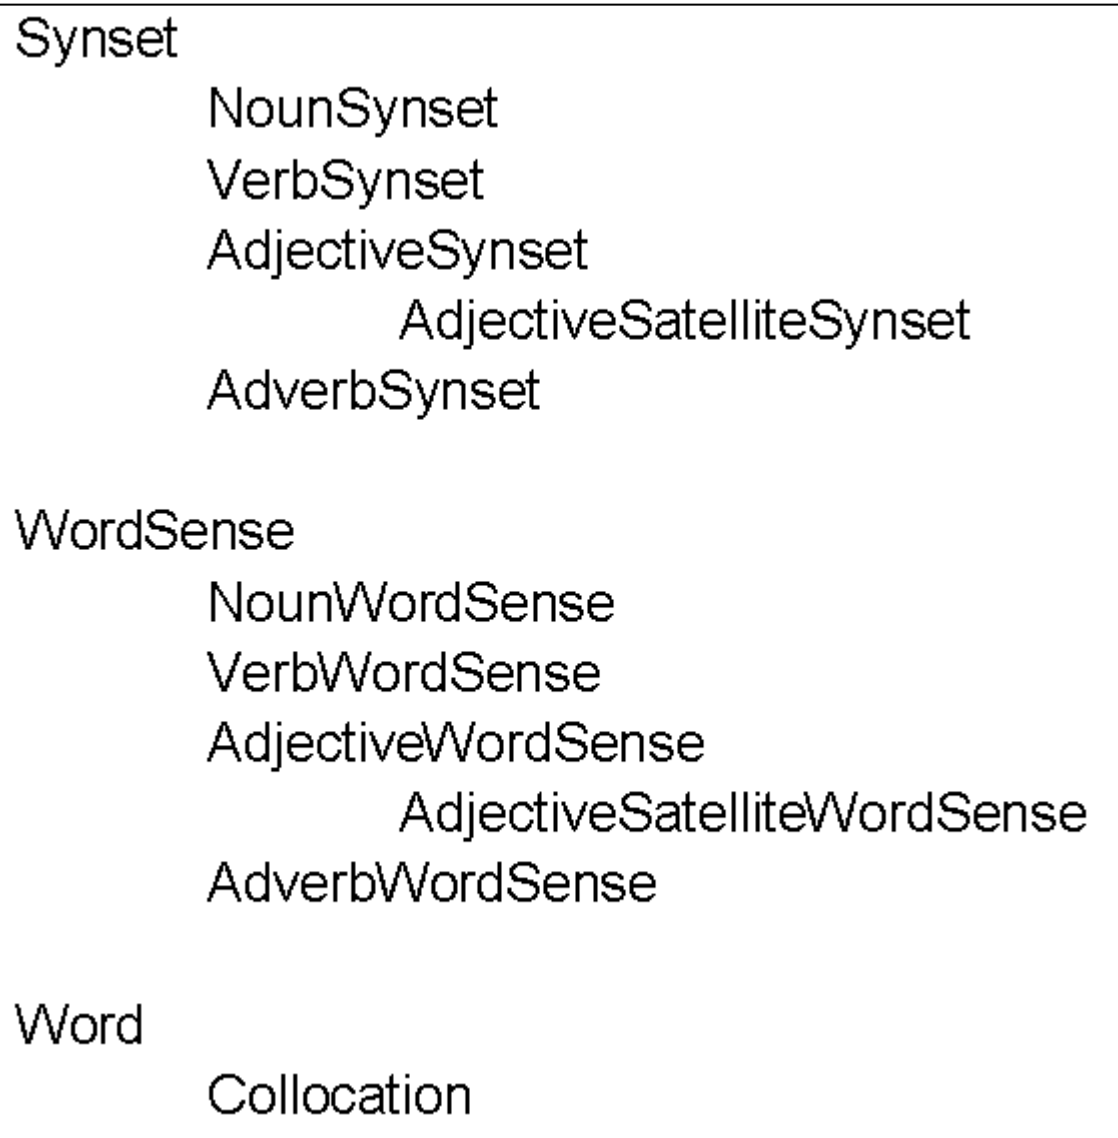 Synset
NounSynset
VerbSynset
AdjectiveSynset
AdjectiveSatelliteSynset
AdverbSynset
WordSense
NounWordSense
VerbWordSense
AdjectiveWordSense
AdjectiveSatelliteWordSense
AdverbWordSense
Word
Collocation